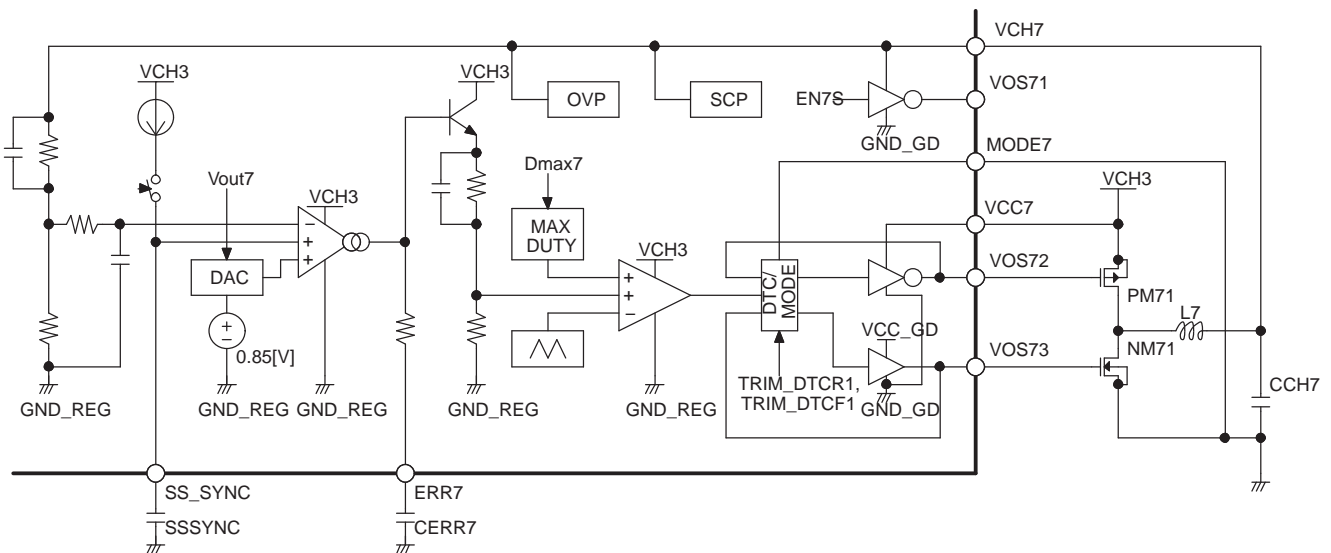 VCH7
VCH3
VCH3
OVP
SCP
EN7S
VOS71
GND_GD
MODE7
Vout7
Dmax7
VCH3
VCH3
MAX
DUTY
VCH3
VCC7
DAC
DTC/
MODE
VOS72
PM71
L7
0.85[V]
VCC_GD
NM71
VOS73
TRIM_DTCR1,
TRIM_DTCF1
CCH7
GND_REG
GND_REG
GND_REG
GND_REG
GND_REG
GND_GD
SS_SYNC
ERR7
SSSYNC
CERR7